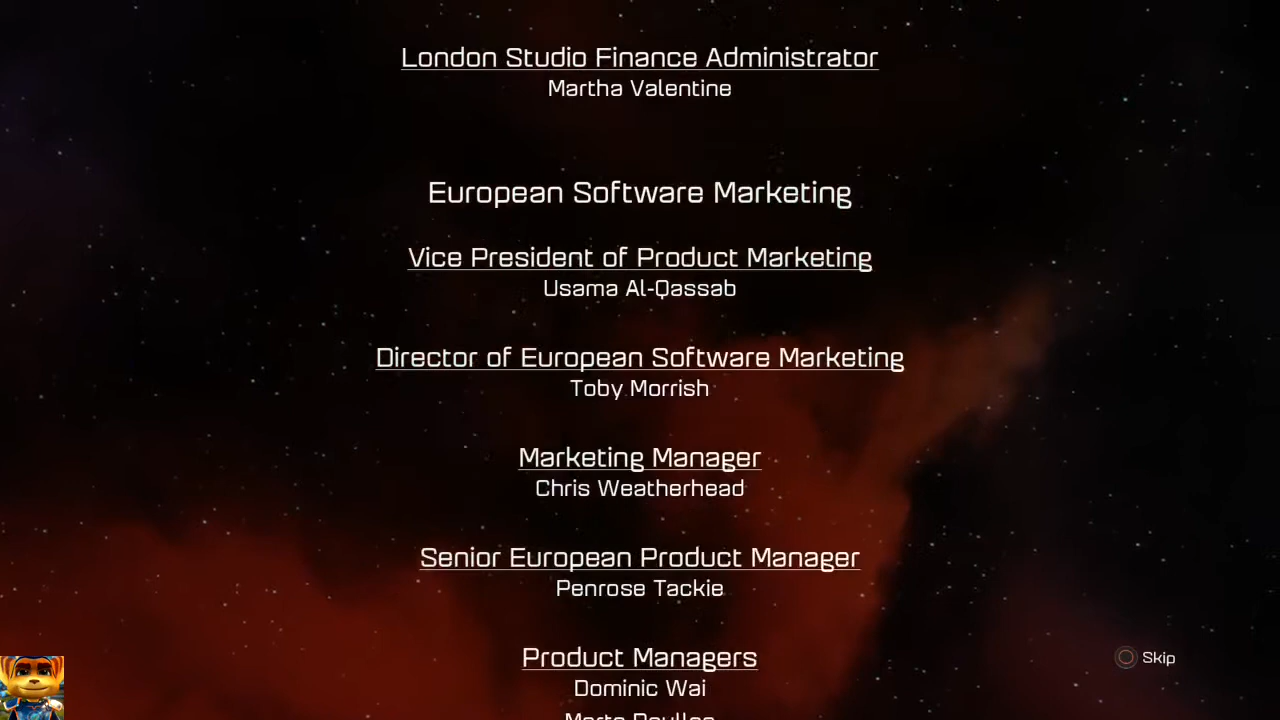 London Studio Finance Administrator
Martha Valentine
European Software Marketing
Vice President of Product Marketing
Usama Al-Qassab
Director of European Software Marketing
Toby Morrish
Marketing Manager
Chris Weatherhead
Senior European Product Manager
Penrose Tackie
Product Managers
Dominic Wai
Skip